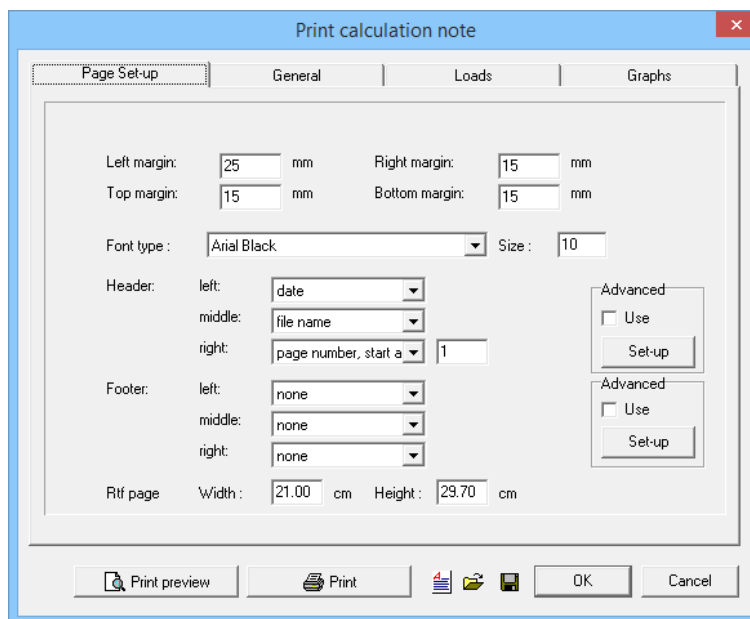 Print calculation note
Page Set-up General Loads Graphs
Left margin: 25 mm Right margin: 15 mm
Top margin: 15 mm Bottom margin: 15 mm
Font type : Arial Black Size : 10
Header: left: date Advanced
middle: file name Use
right: page number, start a 1 Set-up
Footer: left: none Advanced
middle: none Use
right: none Set-up
Rtf page Width : 21.00 cm Height : 29.70 cm
Print preview Print OK Cancel